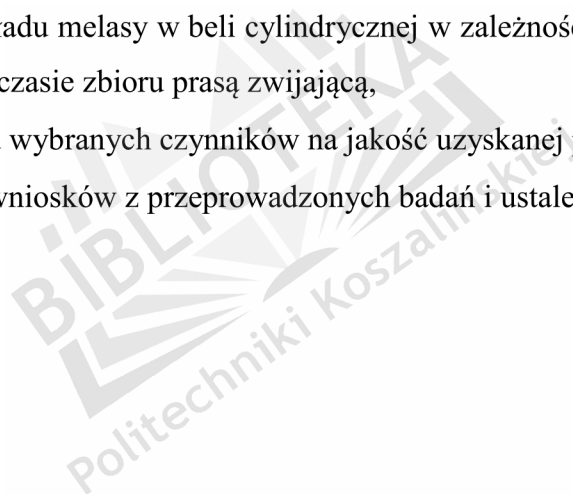 adu melasy w beli cylindrycznej w zależnoś
czasie zbioru prasą zwijającą,
wybranych czynników na jakość uzyskanej
wniosków z przeprowadzonych badań i ustale
BIBLIOTEKA
Politechniki Koszalińskiej